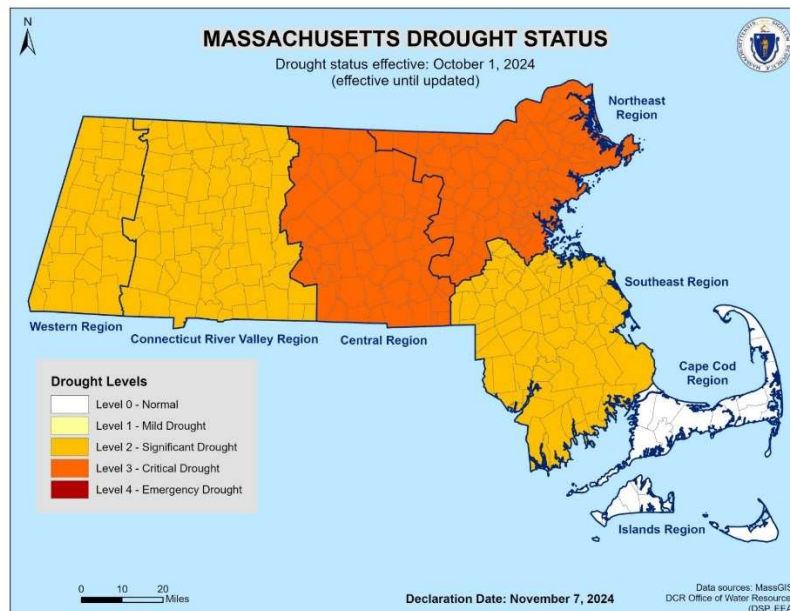 N
MASSACHUSETTS DROUGHT STATUS
Drought status effective: October 1, 2024
(effective until updated)
Northeast
Region
Southeast Region
Western Region
Connecticut River Valley Region
Central Region
Cape Cod
Region
Drought Levels
Level 0 - Normal
Level 1 - Mild Drought
Level 2 - Significant Drought
Level 3 - Critical Drought
Level 4 - Emergency Drought
Islands Region
0 10 20
Miles
Declaration Date: November 7, 2024
Data sources: MassGIS
DCR Office of Water Resource
(DSP, EEA